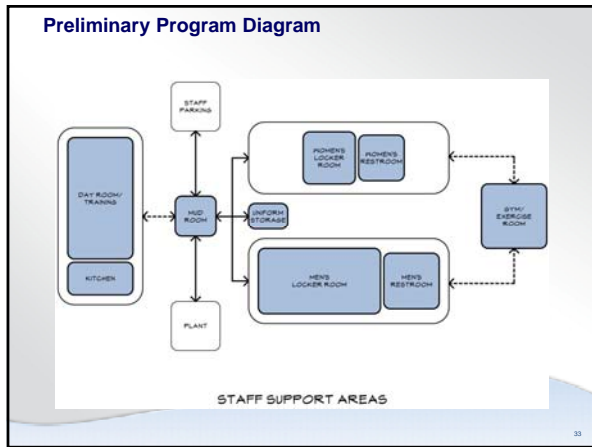 Preliminary Program Diagram
STAFF
PARKING
DAY ROOM/
TRAINING
KITCHEN
MUD
ROOM
PLANT
WOMEN'S
LOCKER
ROOM
WOMEN'S
RESTROOM
UNIFORM
STORAGE
MEN'S
LOCKER ROOM
MEN'S
RESTROOM
GYM/
EXERCISE
ROOM
STAFF SUPPORT AREAS
33